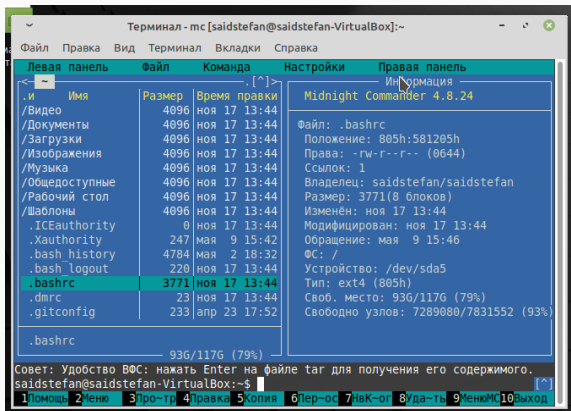 Терминал - mc [saidstefan@saidstefan-VirtualBox]:~
Файл Правка Вид Терминал Вкладки Справка
Левая панель Файл Команда Настройки Правая панель
<- ~ .[^]>
Информация
.и Имя Размер Время правки
Midnight Commander 4.8.24
/Видео 4096 ноя 17 13:44
/Документы 4096 ноя 17 13:44
/Загрузки 4096 ноя 17 13:44
/Изображения 4096 ноя 17 13:44
/Музыка 4096 ноя 17 13:44
/Общедоступные 4096 ноя 17 13:44
/Рабочий стол 4096 ноя 17 13:44
/Шаблоны 4096 ноя 17 13:44
.ICEauthority 0 ноя 17 13:44
.Xauthority 247 мая 9 15:42
.bash_history 4784 мая 2 18:32
.bash_logout 220 ноя 17 13:44
.bashrc 3771 ноя 17 13:44
.dmrc 23 ноя 17 13:44
.gitconfig 233 апр 23 17:52
.bashrc
93G/117G (79%)
Файл: .bashrc
Положение: 805h:581205h
Права: -rw-r--r-- (0644)
Ссылок: 1
Владелец: saidstefan/saidstefan
Размер: 3771(8 блоков)
Изменён: ноя 17 13:44
Модифицирован: ноя 17 13:44
Обращение: мая 9 15:46
ФС: /
Устройство: /dev/sda5
Тип: ext4 (805h)
Своб. место: 93G/117G (79%)
Свободно узлов: 7289080/7831552 (93%)
Совет: Удобство ВФС: нажать Enter на файле tar для получения его содержимого.
saidstefan@saidstefan-VirtualBox:~$ [^]
1Помощь 2Меню 3Про~тр 4Правка 5Копия 6Пер~ос 7НвК~ог 8Уда~ть 9МенюMC 10Выход